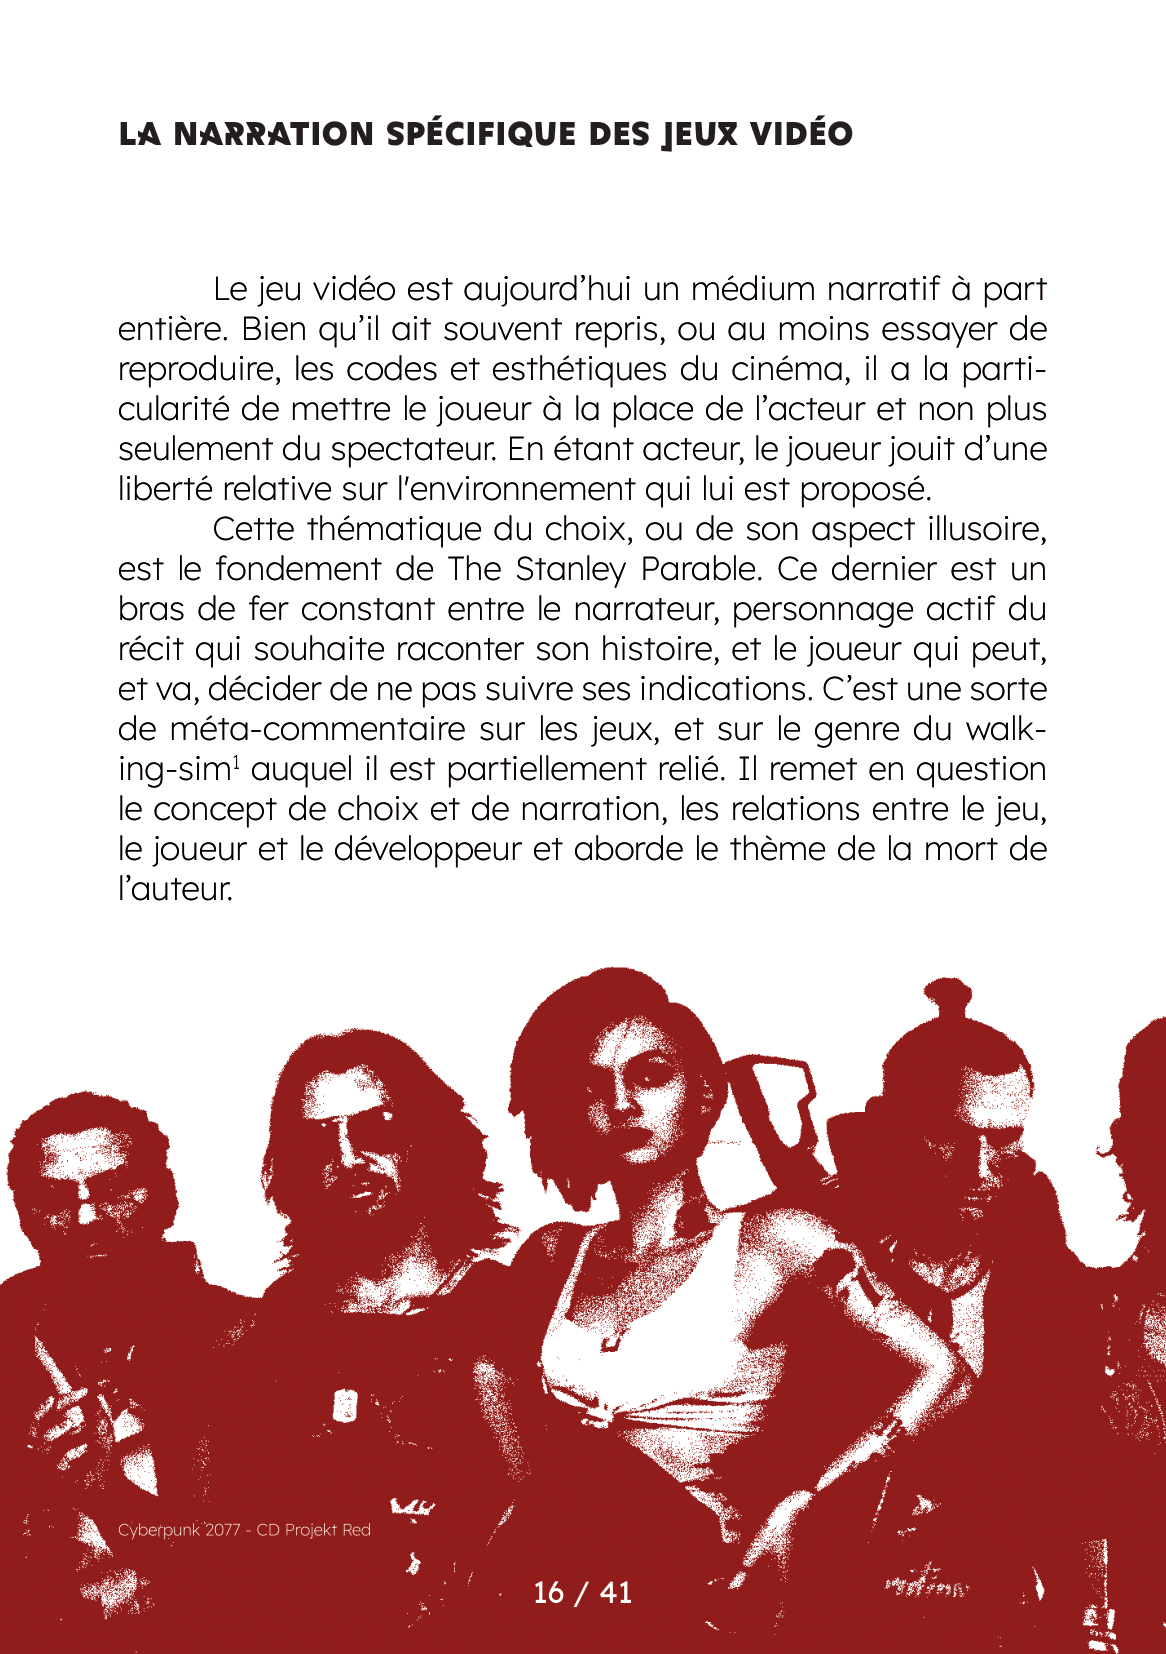 LA NARRATION SPÉCIFIQUE DES JEUX VIDÉO
Le jeu vidéo est aujourd’hui un médium narratif à part
entière. Bien qu’il ait souvent repris, ou au moins essayer de
reproduire, les codes et esthétiques du cinéma, il a la parti-
cularité de mettre le joueur à la place de l’acteur et non plus
seulement du spectateur. En étant acteur, le joueur jouit d’une
liberté relative sur l'environnement qui lui est proposé.
Cette thématique du choix, ou de son aspect illusoire,
est le fondement de The Stanley Parable. Ce dernier est un
bras de fer constant entre le narrateur, personnage actif du
récit qui souhaite raconter son histoire, et le joueur qui peut,
et va, décider de ne pas suivre ses indications. C’est une sorte
de méta-commentaire sur les jeux, et sur le genre du walk-
ing-sim¹ auquel il est partiellement relié. Il remet en question
le concept de choix et de narration, les relations entre le jeu,
le joueur et le développeur et aborde le thème de la mort de
l’auteur.
Cyberpunk 2077 - CD Projekt Red
16 / 41